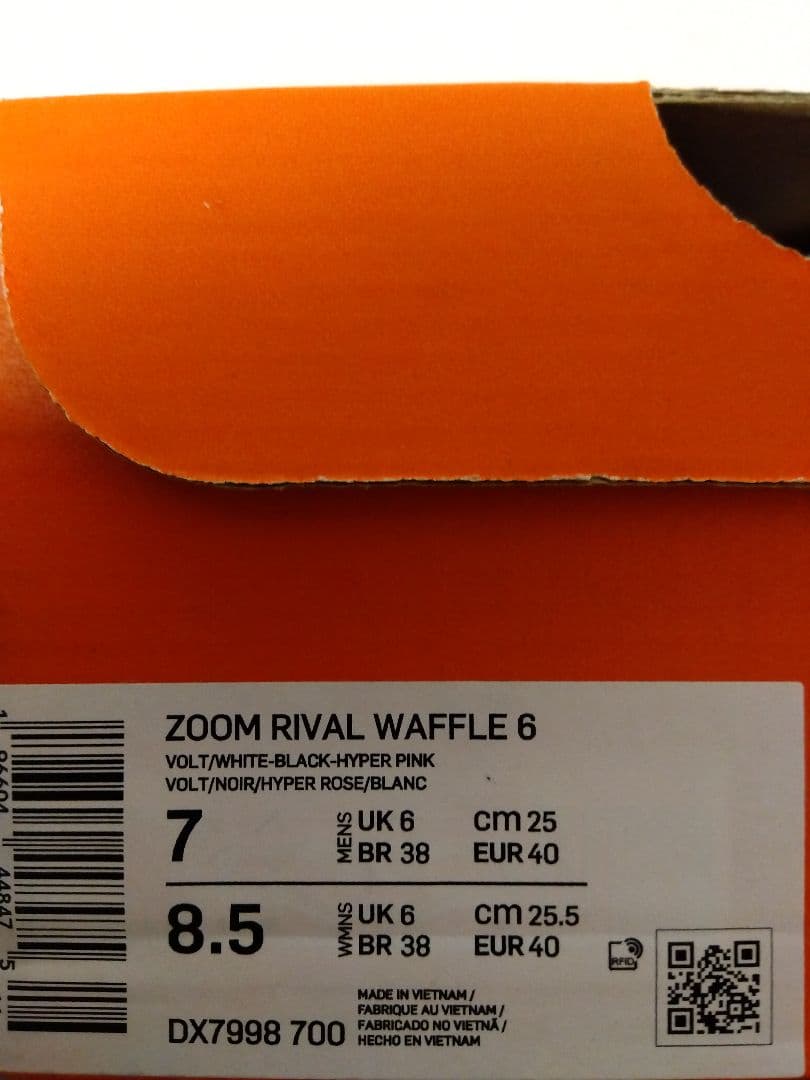 ZOOM RIVAL WAFFLE 6
VOLT/WHITE-BLACK-HYPER PINK
VOLT/NOIR/HYPER ROSE/BLANC
7 MENS UK 6 cm 25
BR 38 EUR 40
8.5 WMNS UK 6 cm 25.5
BR 38 EUR 40
RFID
DX7998 700
MADE IN VIETNAM /
FABRIQUE AU VIETNAM /
FABRICADO NO VIETNÃ /
HECHO EN VIETNAM
44847 5